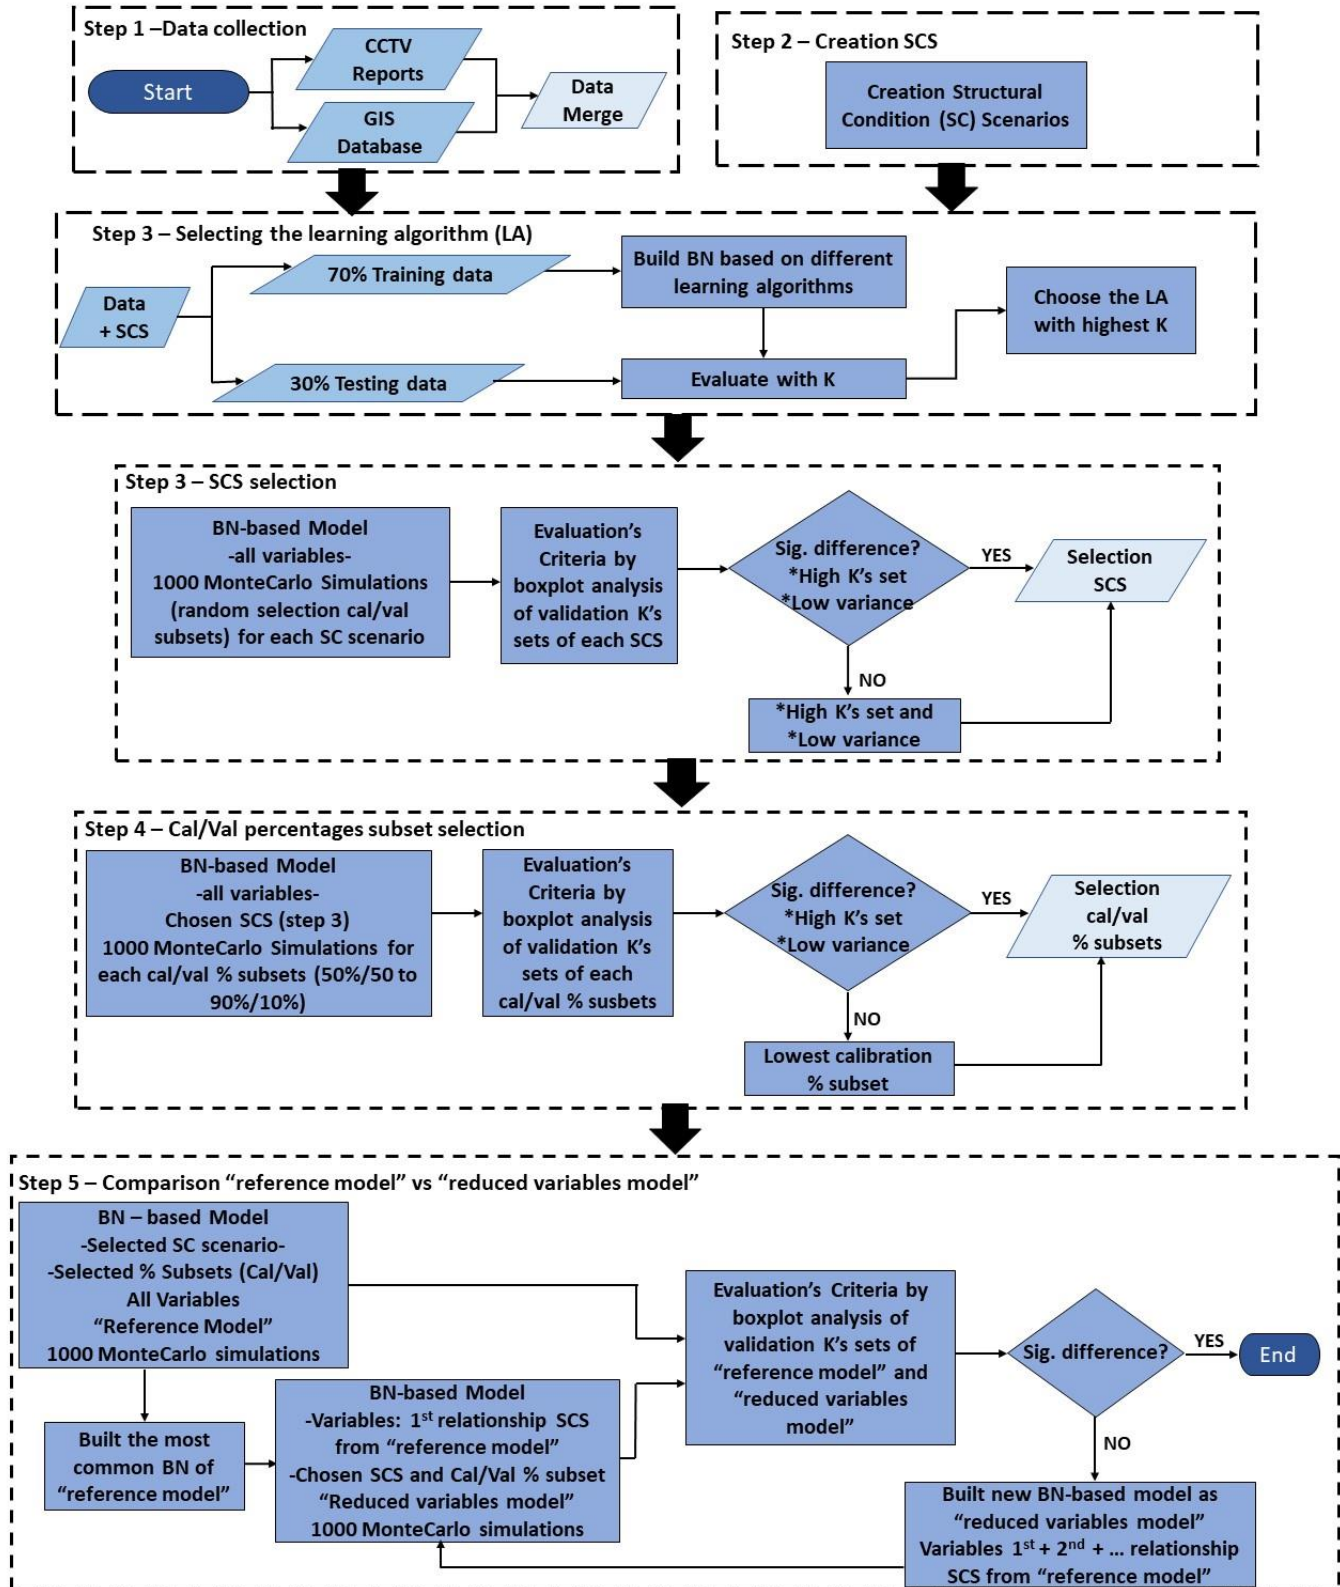 Step 1 –Data collection
Start
CCTV
Reports
GIS
Database
Data
Merge
Step 2 – Creation SCS
Creation Structural
Condition (SC) Scenarios
Step 3 – Selecting the learning algorithm (LA)
Data
+ SCS
70% Training data
30% Testing data
Build BN based on different
learning algorithms
Evaluate with K
Choose the LA
with highest K
Step 3 – SCS selection
BN-based Model
-all variables-
1000 MonteCarlo Simulations
(random selection cal/val
subsets) for each SC scenario
Evaluation's
Criteria by
boxplot analysis
of validation K's
sets of each SCS
Sig. difference?
*High K's set
*Low variance
YES
Selection
SCS
NO
*High K's set and
*Low variance
Step 4 – Cal/Val percentages subset selection
BN-based Model
-all variables-
Chosen SCS (step 3)
1000 MonteCarlo Simulations for
each cal/val % subsets (50%/50 to
90%/10%)
Evaluation's
Criteria by
boxplot analysis
of validation K's
sets of each
cal/val % susbets
Sig. difference?
*High K's set
*Low variance
YES
Selection
cal/val
% subsets
NO
Lowest calibration
% subset
Step 5 – Comparison "reference model" vs "reduced variables model"
BN – based Model
-Selected SC scenario-
-Selected % Subsets (Cal/Val)
All Variables
"Reference Model"
1000 MonteCarlo simulations
Built the most
common BN of
"reference model"
BN-based Model
-Variables: 1st relationship SCS
from "reference model"
-Chosen SCS and Cal/Val % subset
"Reduced variables model"
1000 MonteCarlo simulations
Evaluation's Criteria by
boxplot analysis of
validation K's sets of
"reference model" and
"reduced variables
model"
Sig. difference?
YES
End
NO
Built new BN-based model as
"reduced variables model"
Variables 1st + 2nd + ... relationship
SCS from "reference model"